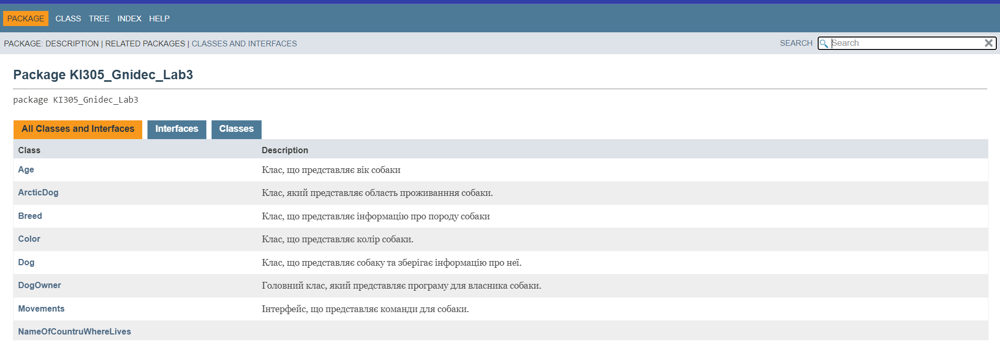 PACKAGE CLASS TREE INDEX HELP
PACKAGE: DESCRIPTION | RELATED PACKAGES | CLASSES AND INTERFACES SEARCH Search
Package KI305_Gnidec_Lab3
package KI305_Gnidec_Lab3
All Classes and Interfaces Interfaces Classes
Class Description
Age Клас, що представляє вік собаки
ArcticDog Клас, який представляє область проживанння собаки.
Breed Клас, що представляє інформацію про породу собаки
Color Клас, що представляє колір собаки.
Dog Клас, що представляє собаку та зберігає інформацію про неї.
DogOwner Головний клас, який представляє програму для власника собаки.
Movements Інтерфейс, що представляє команди для собаки.
NameOfCountruWhereLives